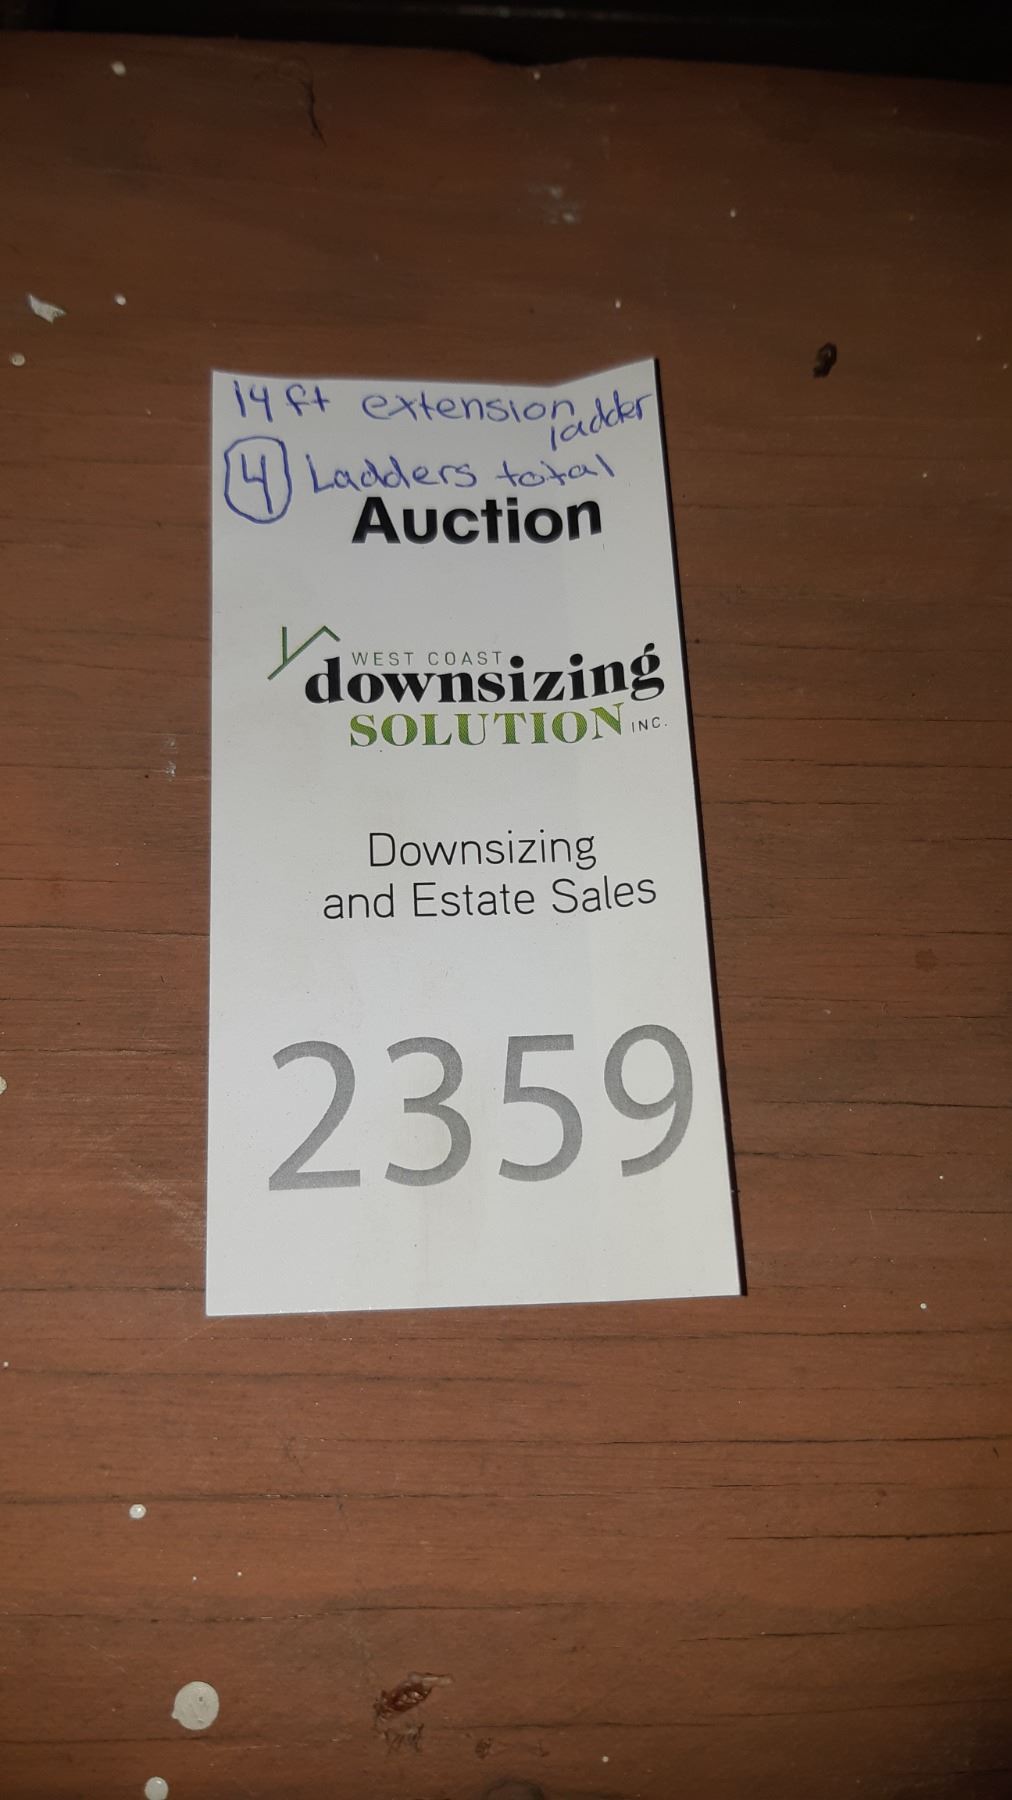 14 ft extension ladder
4 Ladders total
Auction
WEST COAST
downsizing
SOLUTION INC.
Downsizing
and Estate Sales
2359